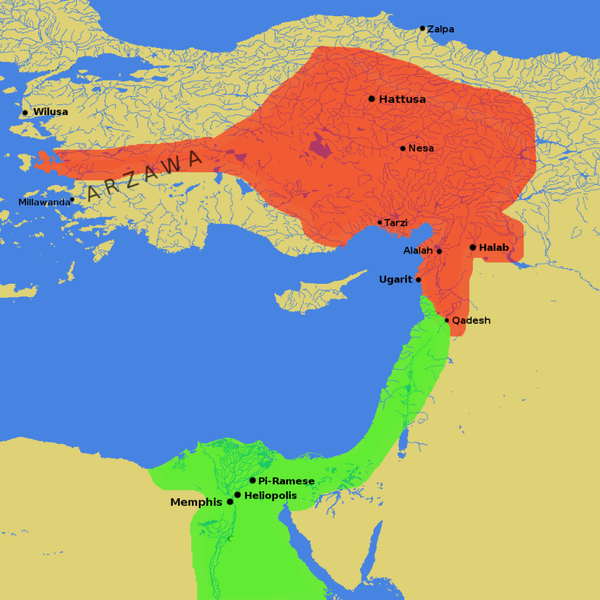 Zalpa
Hattusa
Wilusa
Nesa
ARZAWA
Millawanda
Tarzi
Alalah
Halab
Ugarit
Qadesh
Pi-Ramese
Heliopolis
Memphis